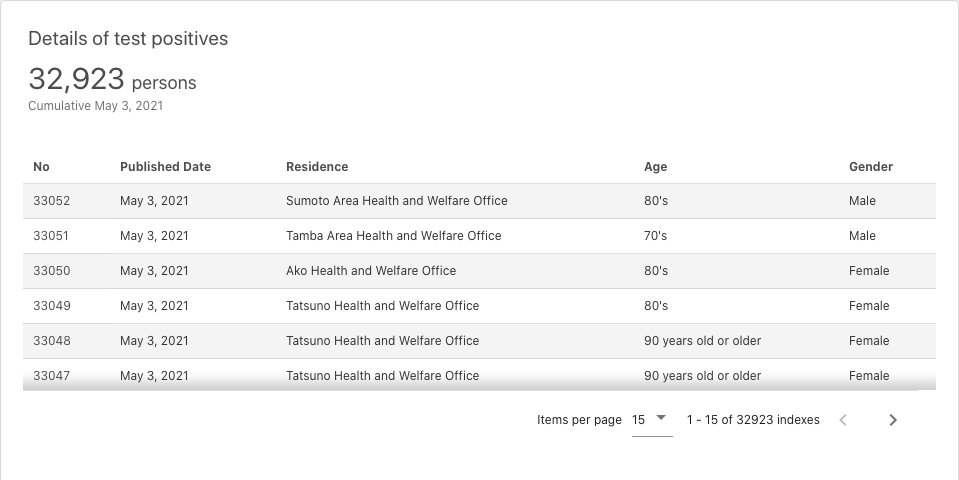 Details of test positives
32,923 persons
Cumulative May 3, 2021
No Published Date Residence Age Gender
33052 May 3, 2021 Sumoto Area Health and Welfare Office 80's Male
33051 May 3, 2021 Tamba Area Health and Welfare Office 70's Male
33050 May 3, 2021 Ako Health and Welfare Office 80's Female
33049 May 3, 2021 Tatsuno Health and Welfare Office 80's Female
33048 May 3, 2021 Tatsuno Health and Welfare Office 90 years old or older Female
33047 May 3, 2021 Tatsuno Health and Welfare Office 90 years old or older Female
Items per page 15 1 - 15 of 32923 indexes